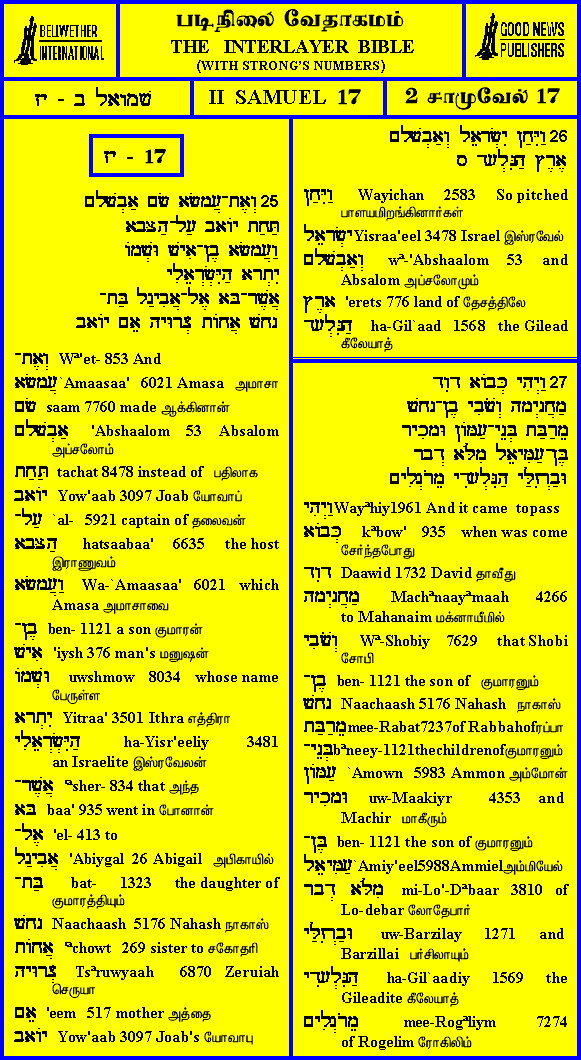 BELLWETHER
INTERNATIONAL
படிநிலை வேதாகமம்
THE INTERLAYER BIBLE
(WITH STRONG'S NUMBERS)
GOOD NEWS
PUBLISHERS
שמואל ב - יז
II SAMUEL 17
2 சாமுவேல் 17
יז - 17
25 וְאֶת־עֲמָשָׂא שָׂם אַבְשָׁלֹם
תַּחַת יוֹאָב עַל־הַצָּבָא
וַעֲמָשָׂא בֶן־אִישׁ וּשְׁמוֹ
יִתְרָא הַיִּשְׂרְאֵלִי
אֲשֶׁר־בָּא אֶל־אֲבִיגַל בַּת־
נָחָשׁ אֲחוֹת צְרוּיָה אֵם יוֹאָב
וְאֶת־ Wᵃ'et- 853 And
עֲמָשָׂא `Amaasaa' 6021 Amasa அமாசா
שָׂם saam 7760 made ஆக்கினான்
אַבְשָׁלֹם 'Abshaalom 53 Absalom
அப்சலோம்
תַּחַת tachat 8478 instead of பதிலாக
יוֹאָב Yow'aab 3097 Joab யோவாப்
עַל־ `al- 5921 captain of தலைவன்
הַצָּבָא hatsaabaa' 6635 the host
இராணுவம்
וַעֲמָשָׂא Wa-`Amaasaa' 6021 which
Amasa அமாசாவை
בֶן־ ben- 1121 a son குமாரன்
אִישׁ 'iysh 376 man's மனுஷன்
וּשְׁמוֹ uwshmow 8034 whose name
பேருள்ள
יִתְרָא Yitraa' 3501 Ithra எத்திரா
הַיִּשְׂרְאֵלִי ha-Yisr'eeliy 3481
an Israelite இஸ்ரவேலன்
אֲשֶׁר־ ᵃsher- 834 that அந்த
בָּא baa' 935 went in போனான்
אֶל־ 'el- 413 to
אֲבִיגַל 'Abiygal 26 Abigail அபிகாயில்
בַּת־ bat- 1323 the daughter of
குமாரத்தியும்
נָחָשׁ Naachaash 5176 Nahash நாகாஸ்
אֲחוֹת ᵃchowt 269 sister to சகோதரி
צְרוּיָה Tsᵃruwyaah 6870 Zeruiah
செருயா
אֵם 'eem 517 mother அத்தை
יוֹאָב Yow'aab 3097 Joab's யோவாபு
26 וַיִּחַן יִשְׂרָאֵל וְאַבְשָׁלֹם
אֶרֶץ הַגִּלְעָד ס
וַיִּחַן Wayichan 2583 So pitched
பாளயமிறங்கினார்கள்
יִשְׂרָאֵל Yisraa'eel 3478 Israel இஸ்ரவேல்
וְאַבְשָׁלֹם wᵃ-'Abshaalom 53 and
Absalom அப்சலோமும்
אֶרֶץ 'erets 776 land of தேசத்திலே
הַגִּלְעָד ha-Gil`aad 1568 the Gilead
கீலேயாத்
27 וַיְהִי כְּבוֹא דָוִד
מַחֲנָיְמָה וְשֹׁבִי בֶן־נָחָשׁ
מֵרַבַּת בְּנֵי־עַמּוֹן וּמָכִיר
בֶּן־עַמִּיאֵל מִלֹּא דְבָר
וּבַרְזִלַּי הַגִּלְעָדִי מֵרֹגְלִים
וַיְהִי Wayᵃhiy1961 And it came topass
כְּבוֹא kᵃbow' 935 when was come
சேர்ந்தபோது
דָוִד Daawid 1732 David தாவீது
מַחֲנָיְמָה Machᵃnaayᵃmaah 4266
to Mahanaim மக்னாயீமில்
וְשֹׁבִי Wᵃ-Shobiy 7629 that Shobi
சோபி
בֶן־ ben- 1121 the son of குமாரனும்
נָחָשׁ Naachaash 5176 Nahash நாகாஸ்
מֵרַבַּת mee-Rabat7237of Rabbahofரப்பா
בְּנֵי־ bᵃneey-1121thechildrenofகுமாரனும்
עַמּוֹן `Amown 5983 Ammon அம்மோன்
וּמָכִיר uw-Maakiyr 4353 and
Machir மாகீரும்
בֶּן־ ben- 1121 the son of குமாரனும்
עַמִּיאֵל `Amiy'eel5988Ammielஅம்மியேல்
מִלֹּא דְבָר mi-Lo'-Dᵃbaar 3810 of
Lo-debar லோதேபார்
וּבַרְזִלַּי uw-Barzilay 1271 and
Barzillai பர்சிலாயும்
הַגִּלְעָדִי ha-Gil`aadiy 1569 the
Gileadite கீலேயாத்
מֵרֹגְלִים mee-Rogᵃliym 7274
of Rogelim ரோகிலிம்